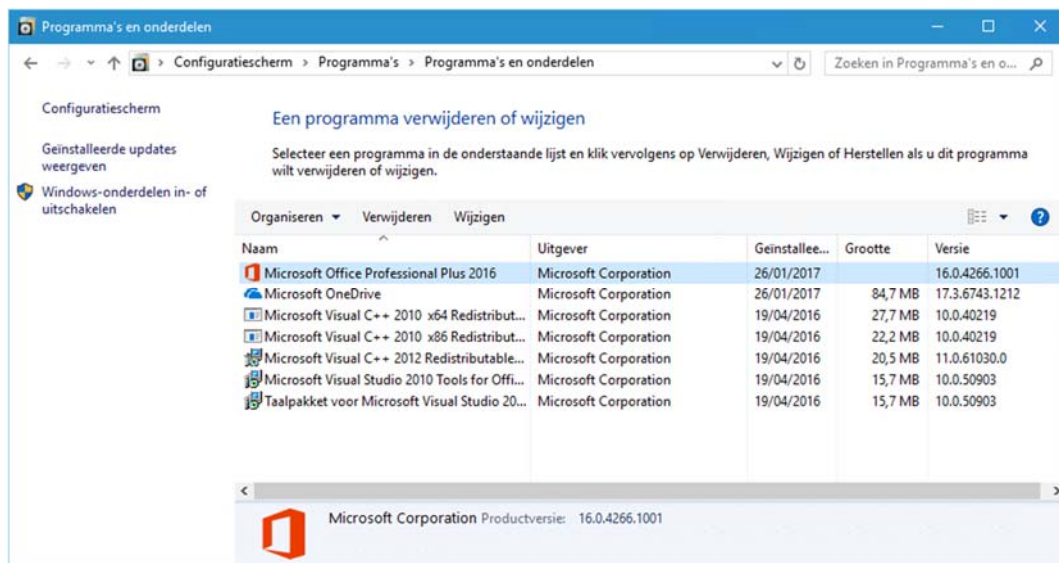 Programma's en onderdelen
Configuratiescherm > Programma's > Programma's en onderdelen
Zoeken in Programma's en o...
Configuratiescherm
Geïnstalleerde updates
weergeven
Windows-onderdelen in- of
uitschakelen
Een programma verwijderen of wijzigen
Selecteer een programma in de onderstaande lijst en klik vervolgens op Verwijderen, Wijzigen of Herstellen als u dit programma
wilt verwijderen of wijzigen.
Organiseren Verwijderen Wijzigen
Naam Uitgever Geïnstallee... Grootte Versie
Microsoft Office Professional Plus 2016 Microsoft Corporation 26/01/2017 16.0.4266.1001
Microsoft OneDrive Microsoft Corporation 26/01/2017 84,7 MB 17.3.6743.1212
Microsoft Visual C++ 2010 x64 Redistribut... Microsoft Corporation 19/04/2016 27,7 MB 10.0.40219
Microsoft Visual C++ 2010 x86 Redistribut... Microsoft Corporation 19/04/2016 22,2 MB 10.0.40219
Microsoft Visual C++ 2012 Redistributable... Microsoft Corporation 19/04/2016 20,5 MB 11.0.61030.0
Microsoft Visual Studio 2010 Tools for Offi... Microsoft Corporation 19/04/2016 15,7 MB 10.0.50903
Taalpakket voor Microsoft Visual Studio 20... Microsoft Corporation 19/04/2016 15,7 MB 10.0.50903
Microsoft Corporation Productversie: 16.0.4266.1001